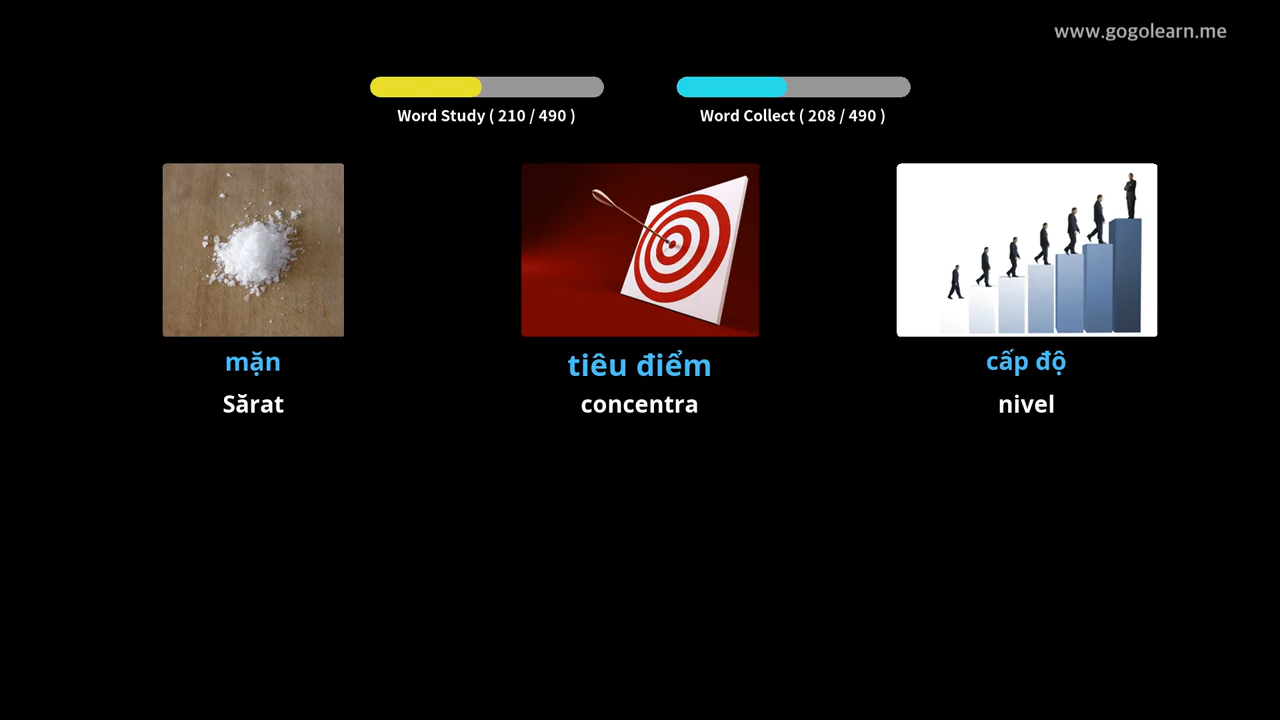 www.gogolearn.me
Word Study ( 210 / 490 )
Word Collect ( 208 / 490 )
mặn
tiêu điểm
cấp độ
Sărat
concentra
nivel